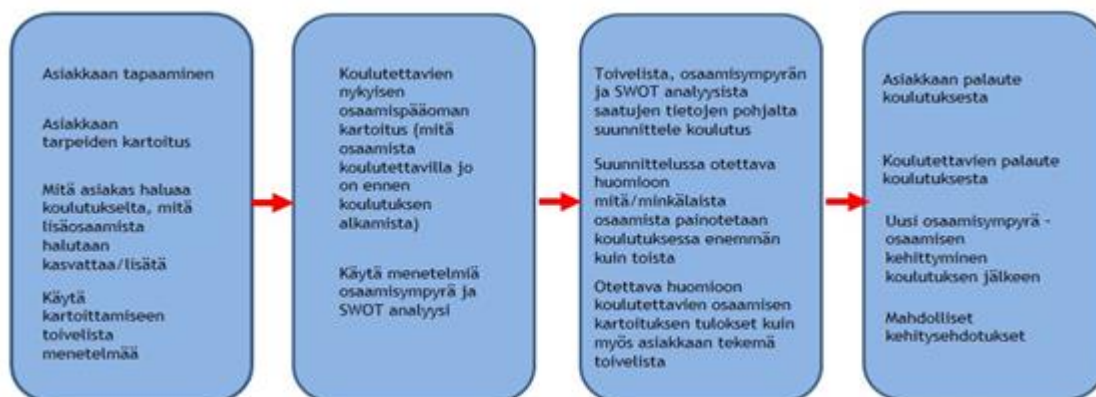 Asiakkaan tapaaminen
Asiakkaan
tarpeiden kartoitus
Mitä asiakas haluaa
koulutukselta, mitä
lisäosaamista
halutaan
kasvattaa/lisätä
Käytä
kartoittamiseen
toivelista
menetelmää
Koulutettavien
nykyisen
osaamispääoman
kartoitus (mitä
osaamista
koulutettavilla jo
on ennen
koulutuksen
alkamista)
Käytä menetelmiä
osaamisympyrä ja
SWOT analyysi
Toivelista, osaamisympyrän
ja SWOT analyysista
saatujen tietojen pohjalta
suunnittele koulutus
Suunnittelussa otettava
huomioon
mitä/minkälaista
osaamista painotetaan
koulutuksessa enemmän
kuin toista
Otettava huomioon
koulutettavien osaamisen
kartoituksen tulokset kuin
myös asiakkaan tekemä
toivelista
Asiakkaan palaute
koulutuksesta
Koulutettavien palaute
koulutuksesta
Uusi osaamisympyrä -
osaamisen
kehittyminen
koulutuksen jälkeen
Mahdolliset
kehitysehdotukset